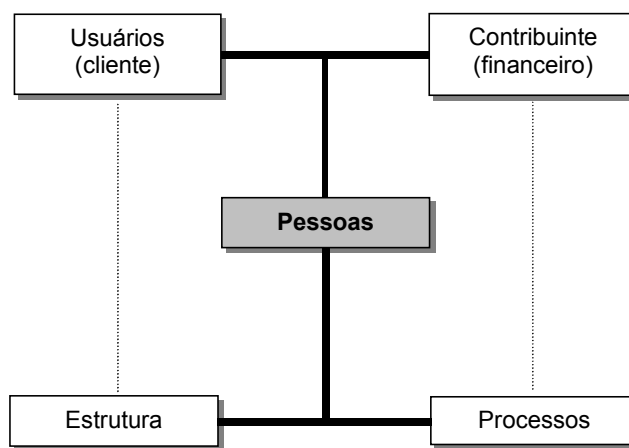 Usuários
(cliente)
Contribuinte
(financeiro)
Pessoas
Estrutura
Processos